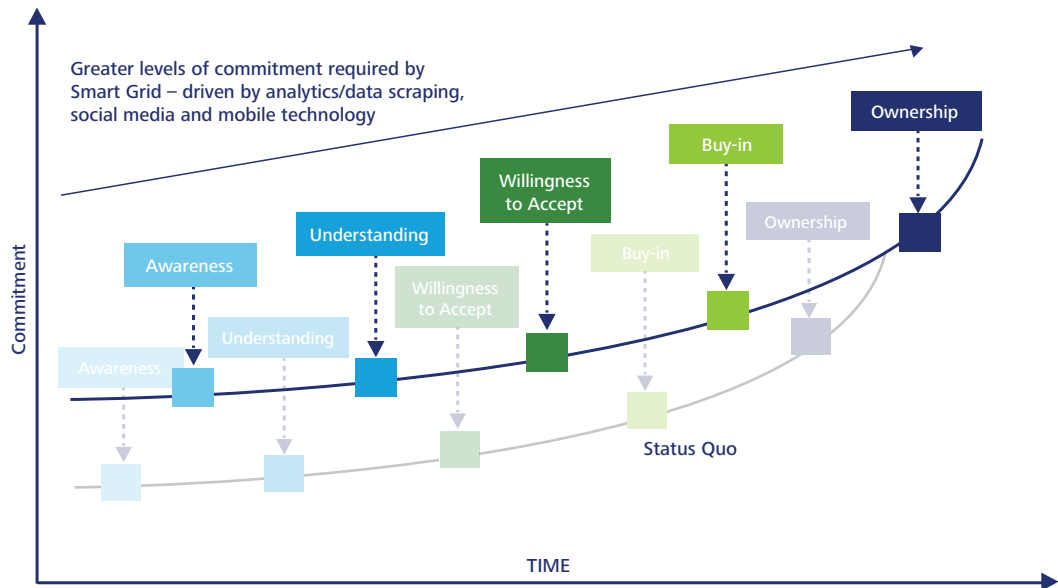 Greater levels of commitment required by
Smart Grid – driven by analytics/data scraping,
social media and mobile technology
Ownership
Buy-in
Willingness
to Accept
Understanding
Awareness
Ownership
Buy-in
Willingness
to Accept
Understanding
Awareness
Status Quo
Commitment
TIME